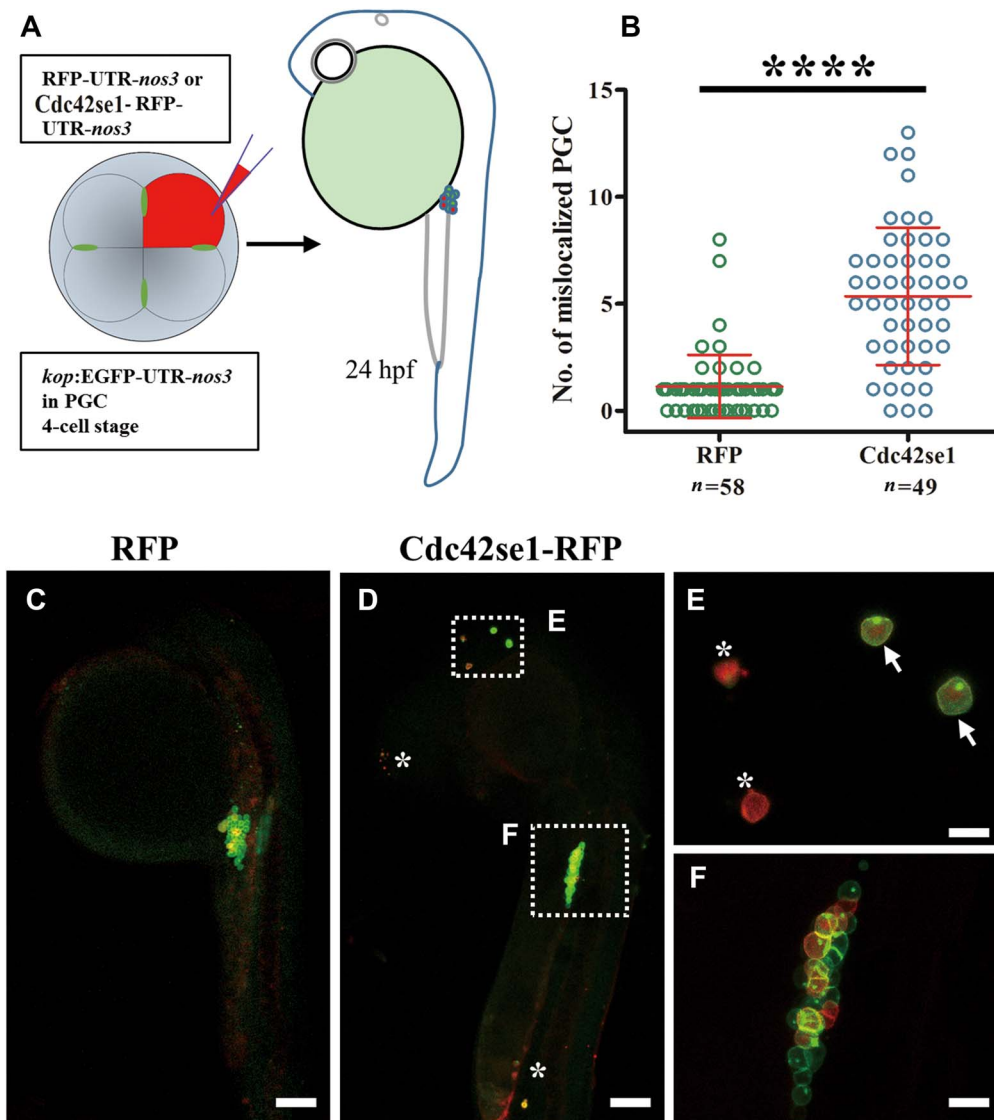 A
RFP-UTR-nos3 or
Cdc42se1-RFP-
UTR-nos3
kop:EGFP-UTR-nos3
in PGC
4-cell stage
24 hpf
B
****
No. of mislocalized PGC
15
10
5
0
RFP
n=58
Cdc42se1
n=49
RFP
Cdc42se1-RFP
C
D
E
*
F
*
E
*
*
F